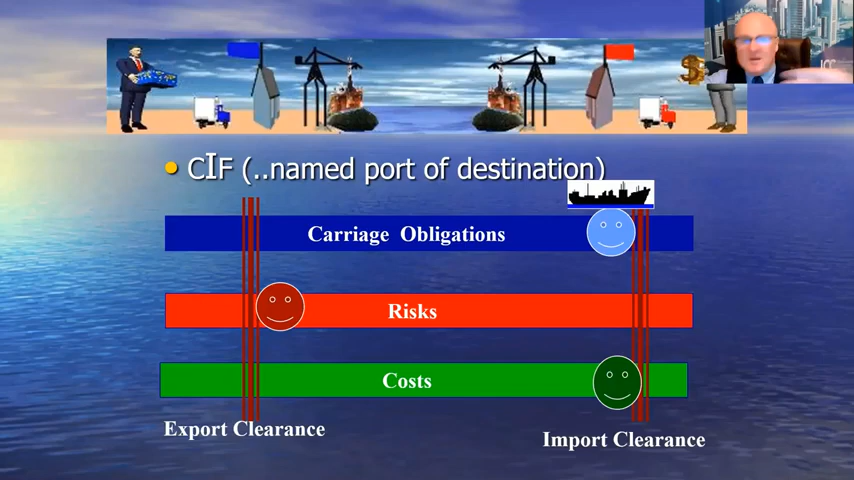 CIF (..named port of destination)
Carriage Obligations
Risks
Costs
Export Clearance
Import Clearance